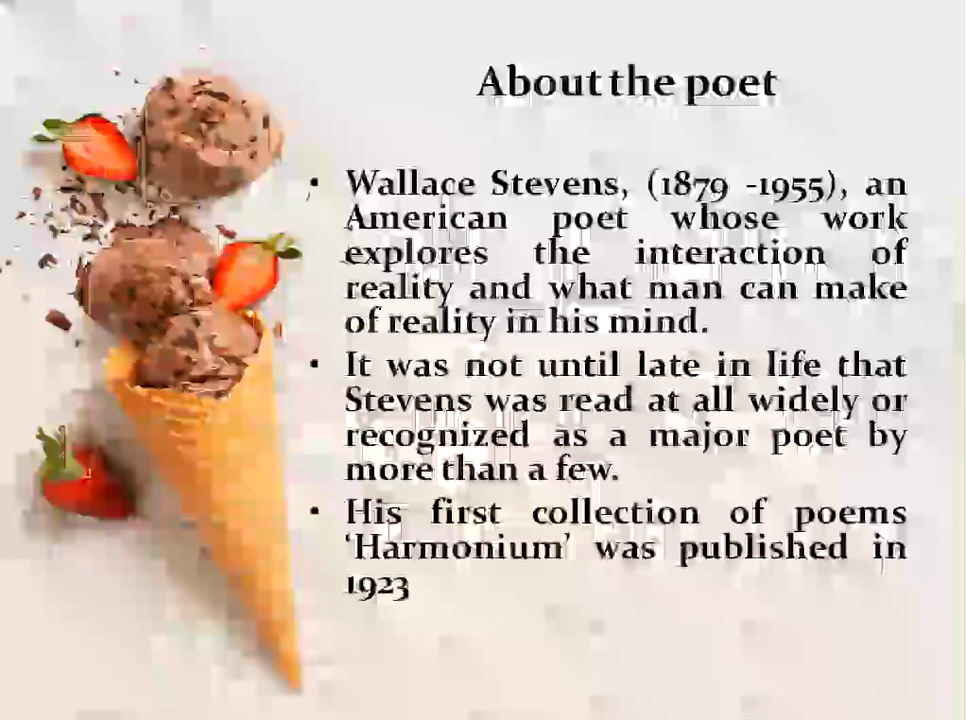 About the poet
• Wallace Stevens, (1879 -1955), an
American poet whose work
explores the interaction of
reality and what man can make
of reality in his mind.
• It was not until late in life that
Stevens was read at all widely or
recognized as a major poet by
more than a few.
• His first collection of poems
‘Harmonium’ was published in
1923